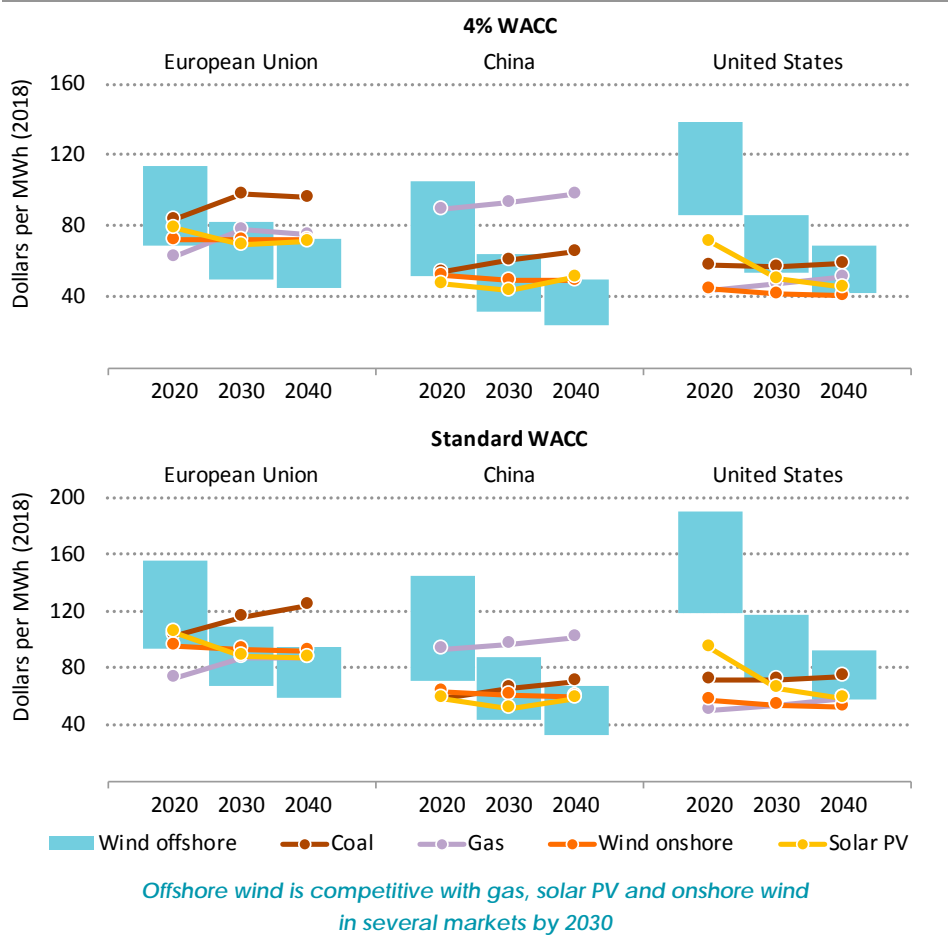 4% WACC
European Union China United States
Dollars per MWh (2018)
160
120
80
40
2020 2030 2040 2020 2030 2040 2020 2030 2040
Standard WACC
European Union China United States
Dollars per MWh (2018)
200
160
120
80
40
2020 2030 2040 2020 2030 2040 2020 2030 2040
Wind offshore Coal Gas Wind onshore Solar PV
Offshore wind is competitive with gas, solar PV and onshore wind
in several markets by 2030